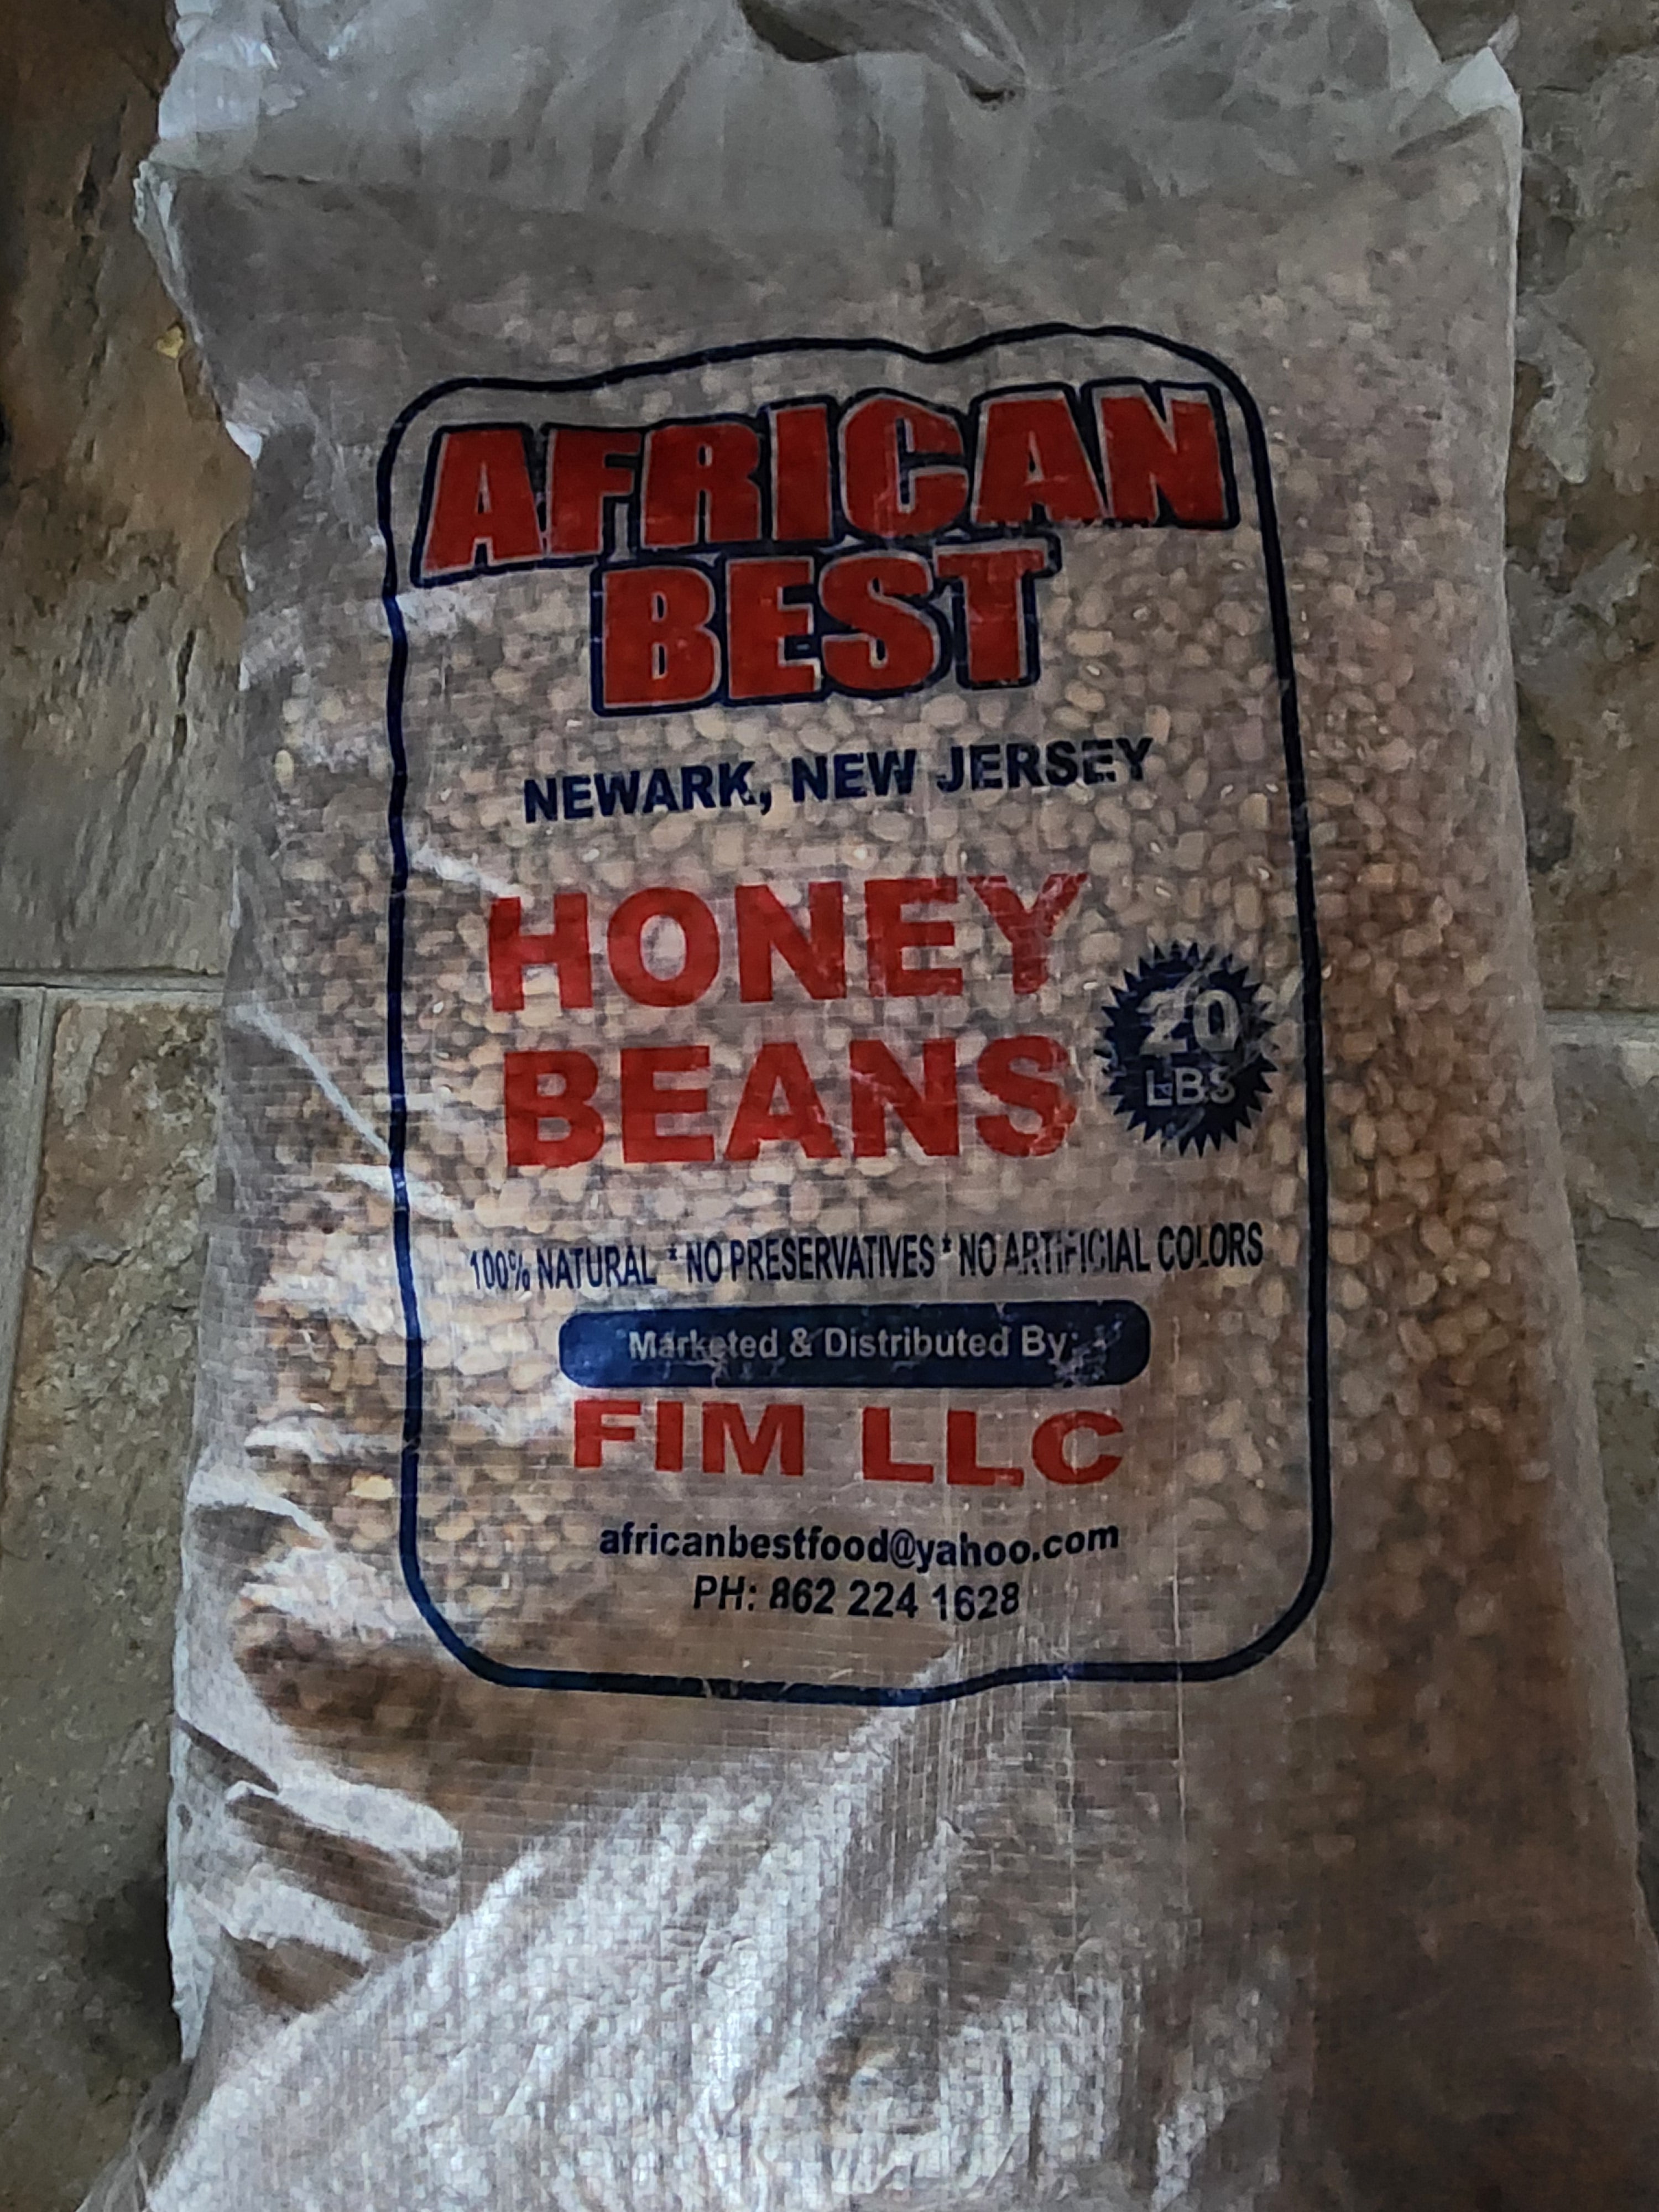 AFRICAN
BEST
NEWARK, NEW JERSEY
HONEY
BEANS
20
LBS
100% NATURAL * NO PRESERVATIVES * NO ARTIFICIAL COLORS
Marketed & Distributed By:
FIM LLC
africanbestfood@yahoo.com
PH: 862 224 1628